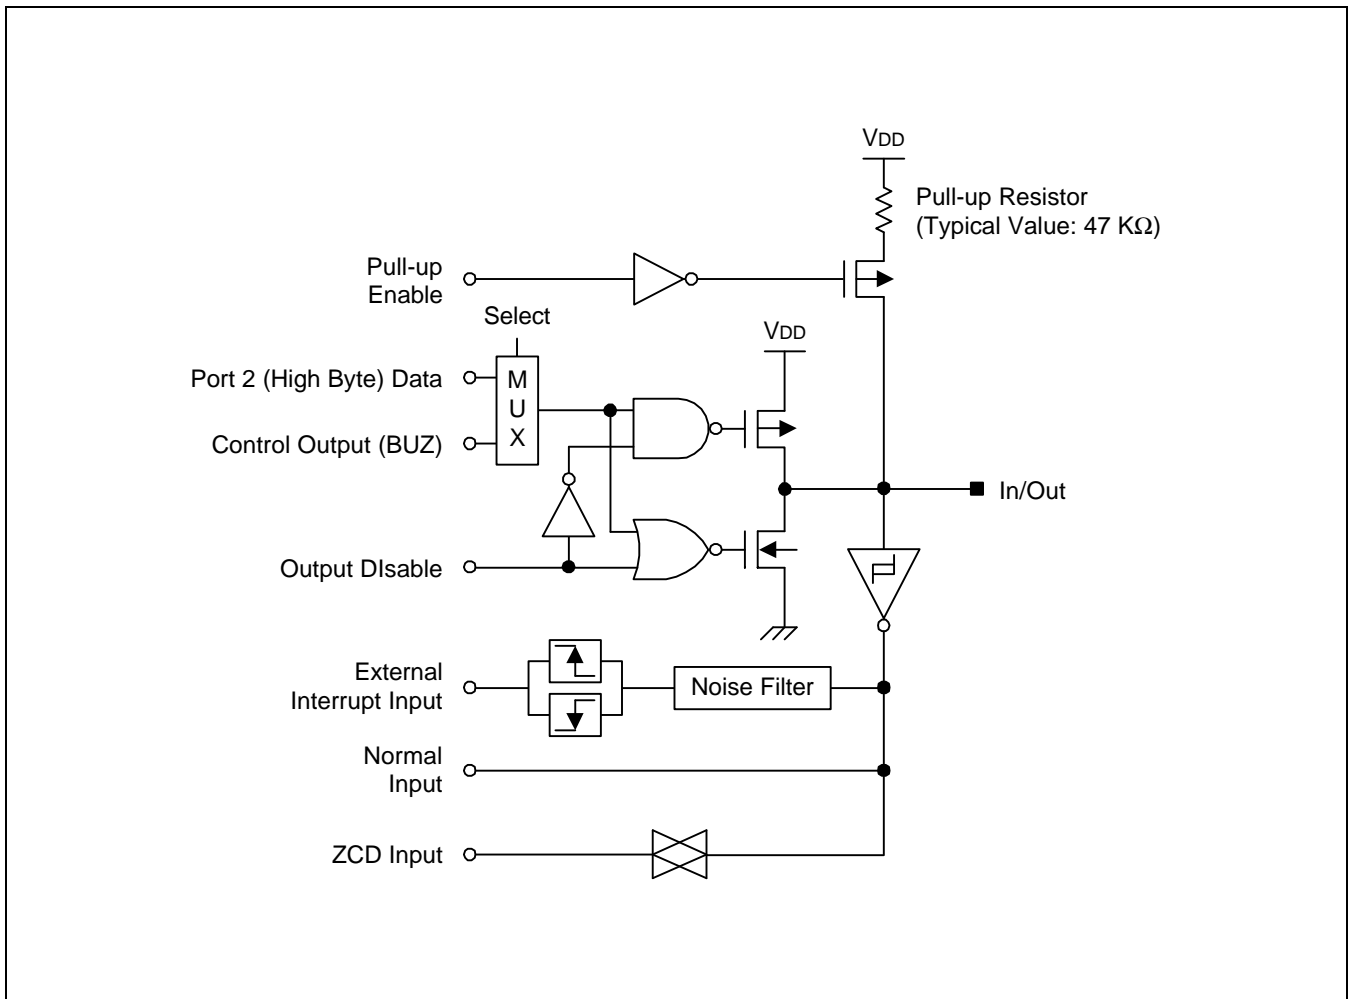 VDD
Pull-up Resistor
(Typical Value: 47 KΩ)
Pull-up
Enable
Select
VDD
Port 2 (High Byte) Data
M
U
X
Control Output (BUZ)
In/Out
Output DIsable
External
Interrupt Input
Noise Filter
Normal
Input
ZCD Input